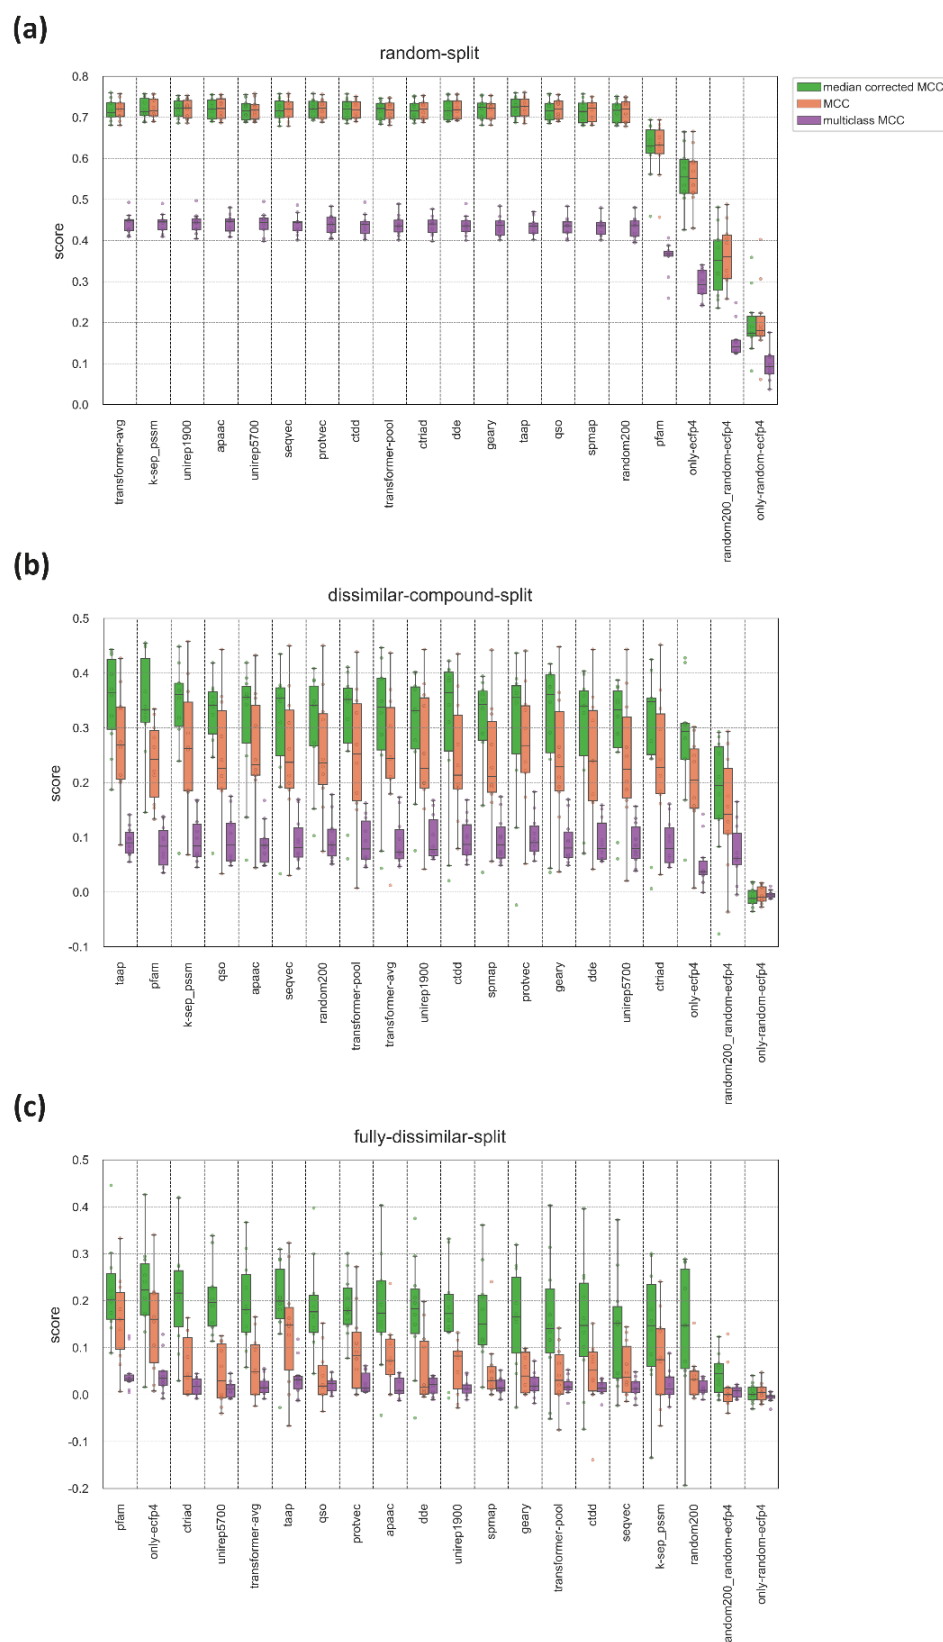 (a)
random-split
0.8
0.7
0.6
0.5
0.4
0.3
0.2
0.1
0.0
score
median corrected MCC
MCC
multiclass MCC
transformer-avg
k-sep_pssm
unirep1900
apaac
unirep5700
seqvec
protvec
ctdd
transformer-pool
ctriad
dde
geary
taap
qso
spmap
random200
pfam
only-ecfp4
random200_random-ecfp4
only-random-ecfp4
(b)
dissimilar-compound-split
0.5
0.4
0.3
0.2
0.1
0.0
-0.1
score
taap
pfam
k-sep_pssm
qso
apaac
seqvec
random200
transformer-pool
transformer-avg
unirep1900
ctdd
spmap
protvec
geary
dde
unirep5700
ctriad
only-ecfp4
random200_random-ecfp4
only-random-ecfp4
(c)
fully-dissimilar-split
0.5
0.4
0.3
0.2
0.1
0.0
-0.1
-0.2
score
pfam
only-ecfp4
ctriad
unirep5700
transformer-avg
taap
qso
protvec
apaac
dde
unirep1900
spmap
geary
transformer-pool
ctdd
seqvec
k-sep_pssm
random200
andom200_random-ecfp4
only-random-ecfp4